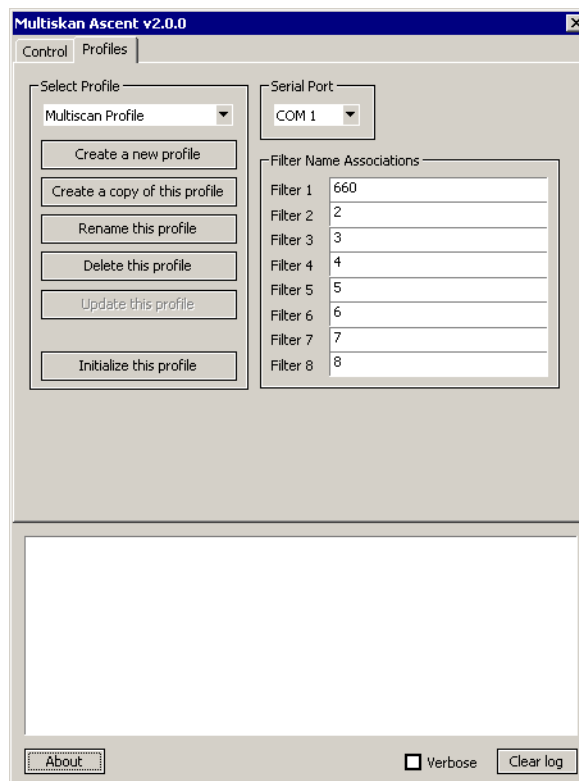 Multiskan Ascent v2.0.0
Control Profiles
Select Profile
Multiscan Profile
Create a new profile
Create a copy of this profile
Rename this profile
Delete this profile
Update this profile
Initialize this profile
Serial Port
COM 1
Filter Name Associations
Filter 1 660
Filter 2 2
Filter 3 3
Filter 4 4
Filter 5 5
Filter 6 6
Filter 7 7
Filter 8 8
About Verbose Clear log